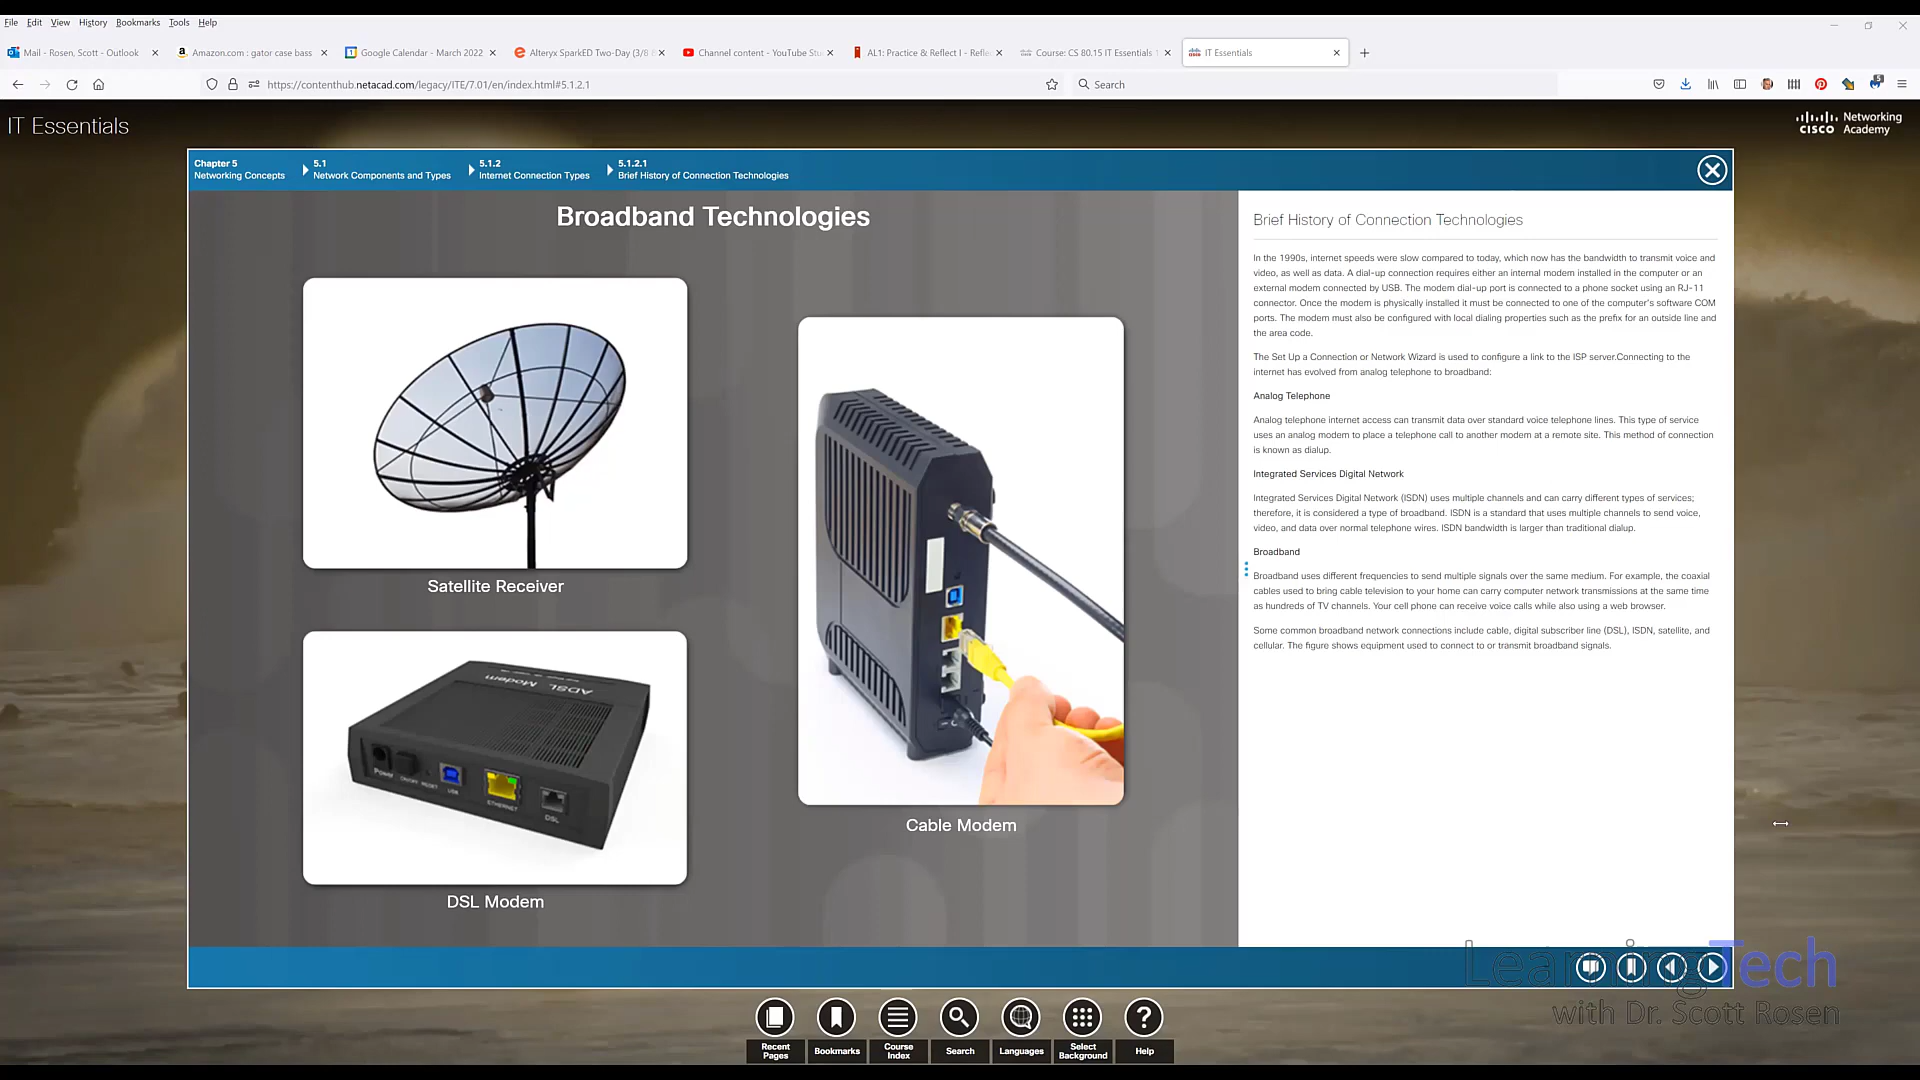 File Edit View History Bookmarks Tools Help
Mail - Rosen, Scott - Outlook
Amazon.com : gator case bass
Google Calendar - March 2022
Alteryx SparkED Two-Day (3/8
Channel content - YouTube Stu
AL1: Practice & Reflect I - Refle
Course: CS 80.15 IT Essentials
IT Essentials
https://contenthub.netacad.com/legacy/ITE/7.01/en/index.html#5.1.2.1
Search
5
IT Essentials
CISCO
Networking
Academy
Chapter 5
Networking Concepts
5.1
Network Components and Types
5.1.2
Internet Connection Types
5.1.2.1
Brief History of Connection Technologies
Broadband Technologies
Satellite Receiver
ADSL Modem
Power
ON/OFF
RESET
USB
ETHERNET
DSL
DSL Modem
Cable Modem
Brief History of Connection Technologies
In the 1990s, internet speeds were slow compared to today, which now has the bandwidth to transmit voice and
video, as well as data. A dial-up connection requires either an internal modem installed in the computer or an
external modem connected by USB. The modem dial-up port is connected to a phone socket using an RJ-11
connector. Once the modem is physically installed it must be connected to one of the computer's software COM
ports. The modem must also be configured with local dialing properties such as the prefix for an outside line and
the area code.
The Set Up a Connection or Network Wizard is used to configure a link to the ISP server.Connecting to the
internet has evolved from analog telephone to broadband:
Analog Telephone
Analog telephone internet access can transmit data over standard voice telephone lines. This type of service
uses an analog modem to place a telephone call to another modem at a remote site. This method of connection
is known as dialup.
Integrated Services Digital Network
Integrated Services Digital Network (ISDN) uses multiple channels and can carry different types of services;
therefore, it is considered a type of broadband. ISDN is a standard that uses multiple channels to send voice,
video, and data over normal telephone wires. ISDN bandwidth is larger than traditional dialup.
Broadband
Broadband uses different frequencies to send multiple signals over the same medium. For example, the coaxial
cables used to bring cable television to your home can carry computer network transmissions at the same time
as hundreds of TV channels. Your cell phone can receive voice calls while also using a web browser.
Some common broadband network connections include cable, digital subscriber line (DSL), ISDN, satellite, and
cellular. The figure shows equipment used to connect to or transmit broadband signals.
LearningTech
with Dr. Scott Rosen
Recent
Pages
Bookmarks
Course
Index
Search
Languages
Select
Background
Help